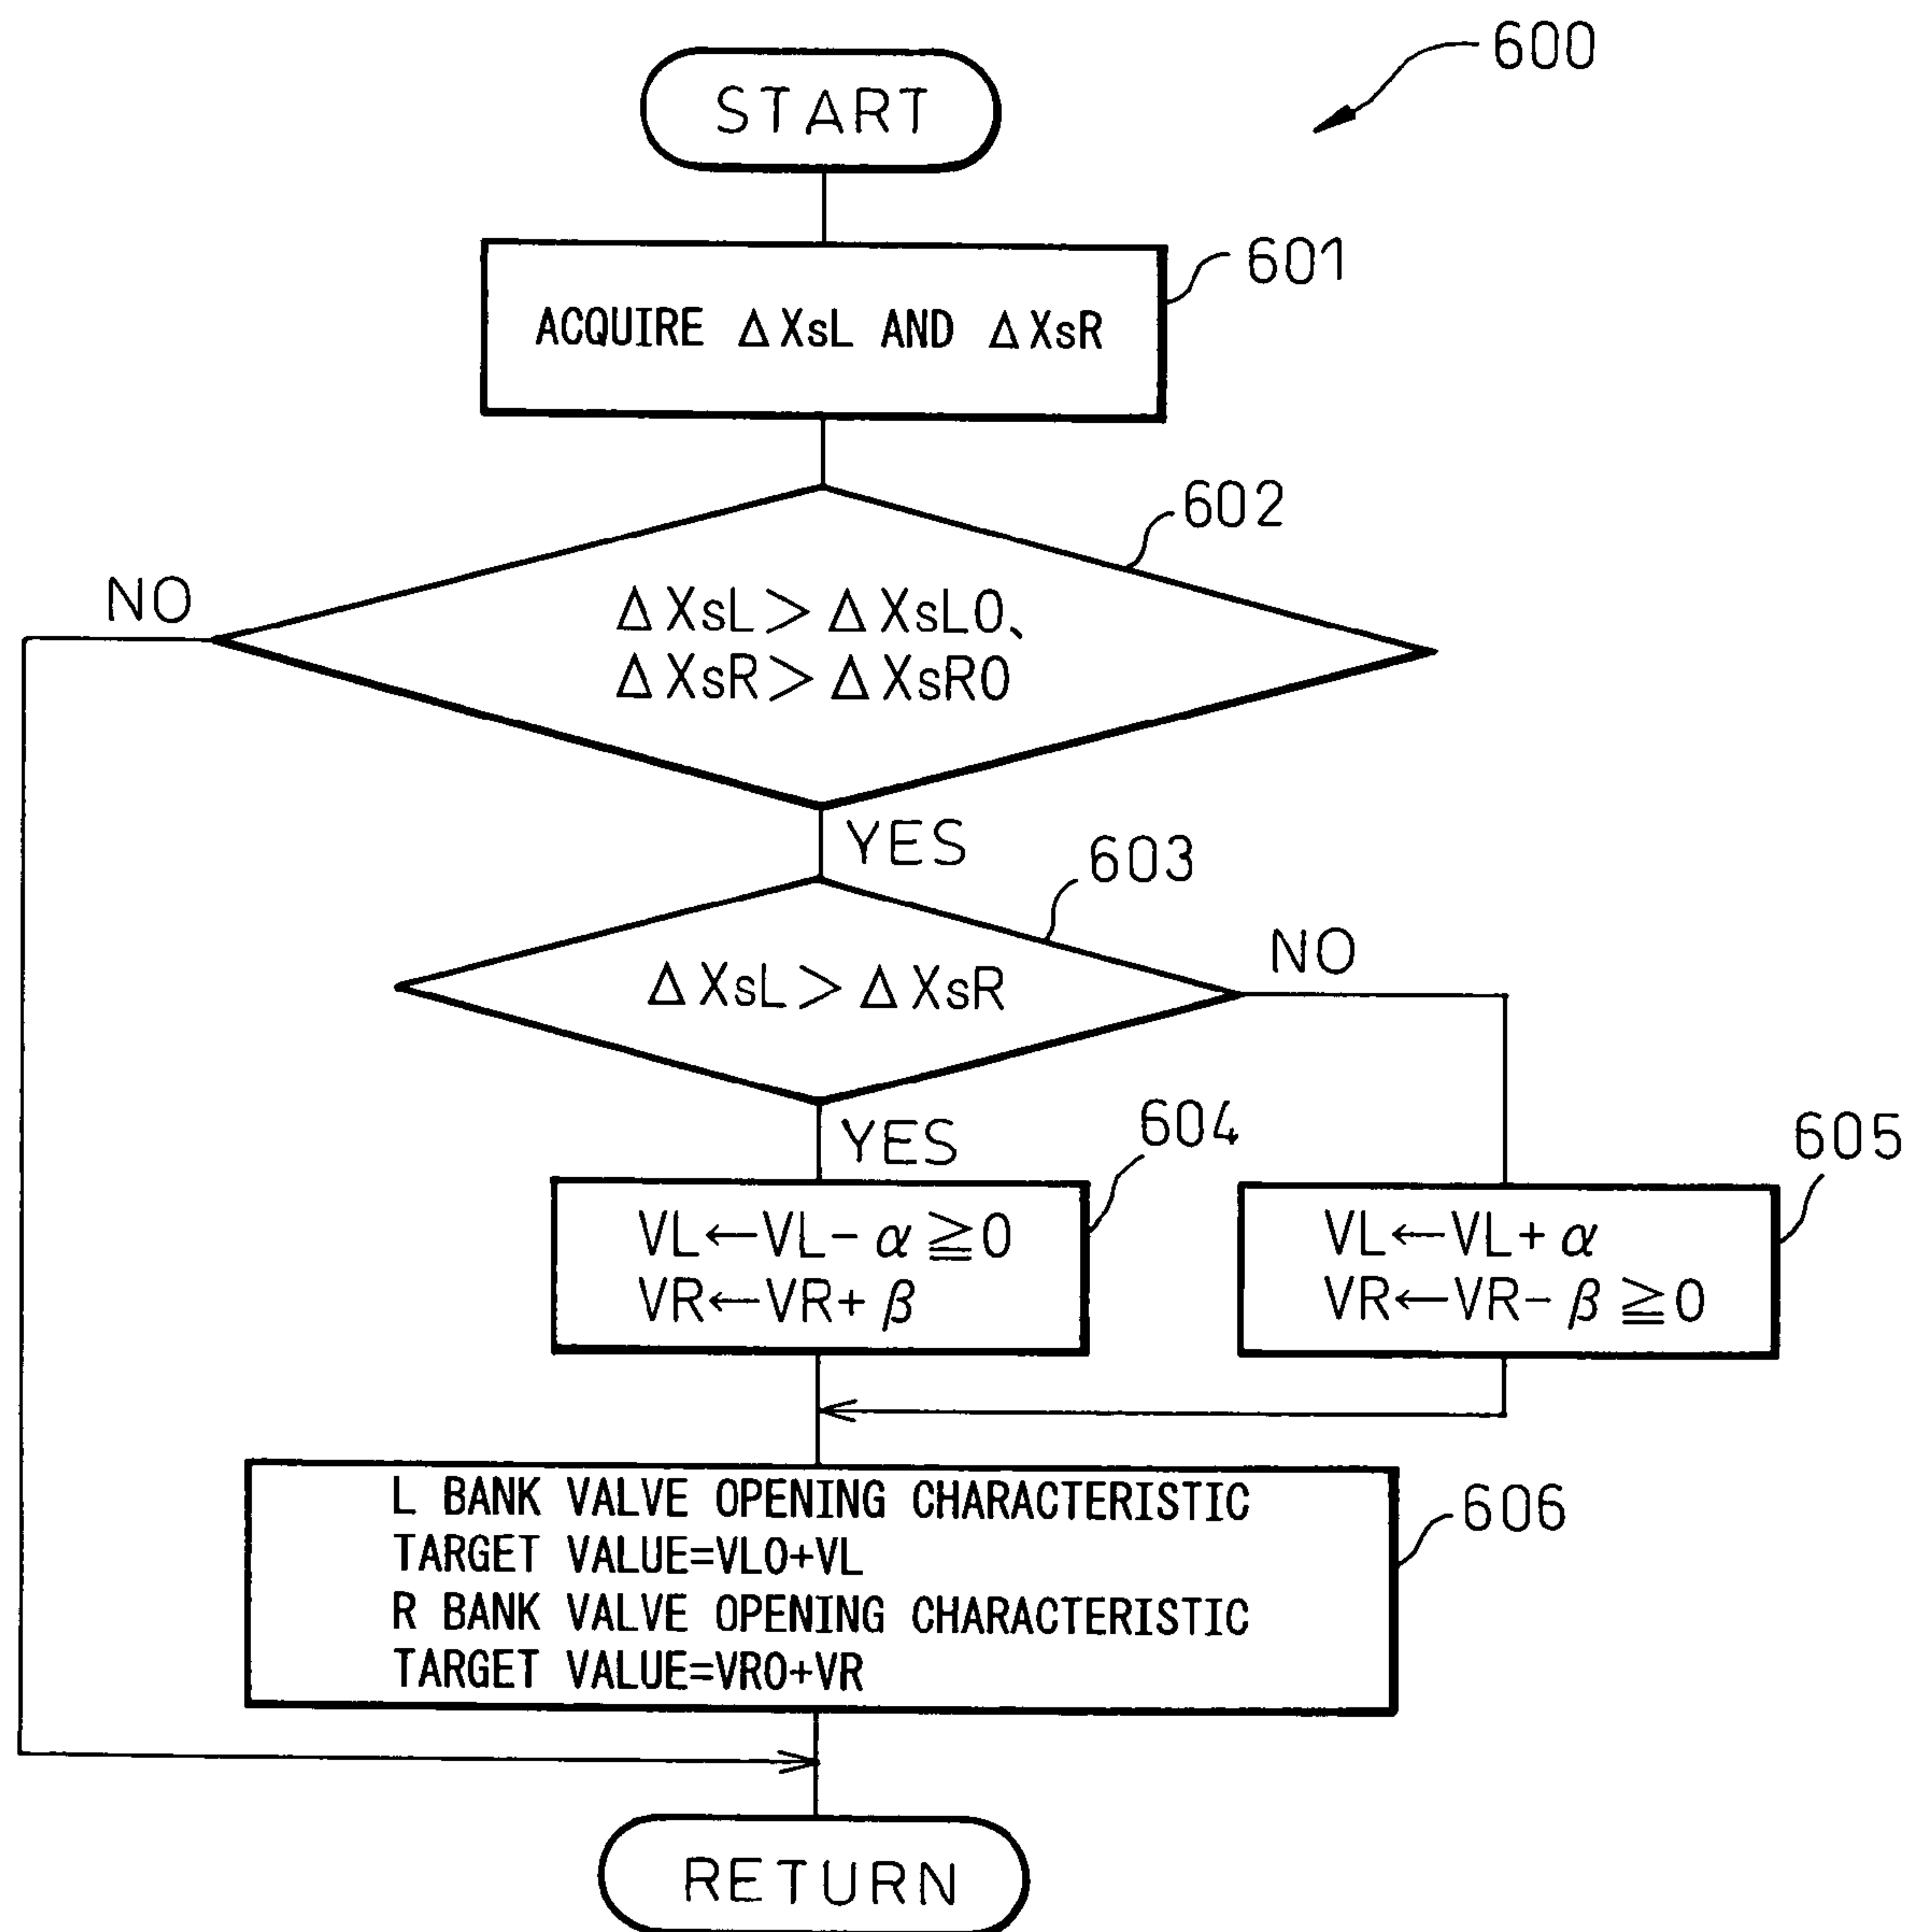 600
START
601
ACQUIRE ΔXsL AND ΔXsR
602
NO
ΔXsL>ΔXsL0、
ΔXsR>ΔXsR0
YES
603
NO
ΔXsL>ΔXsR
YES
604
605
VL←VL-α≧0
VR←VR+β
VL←VL+α
VR←VR-β≧0
606
L BANK VALVE OPENING CHARACTERISTIC
TARGET VALUE=VL0+VL
R BANK VALVE OPENING CHARACTERISTIC
TARGET VALUE=VR0+VR
RETURN